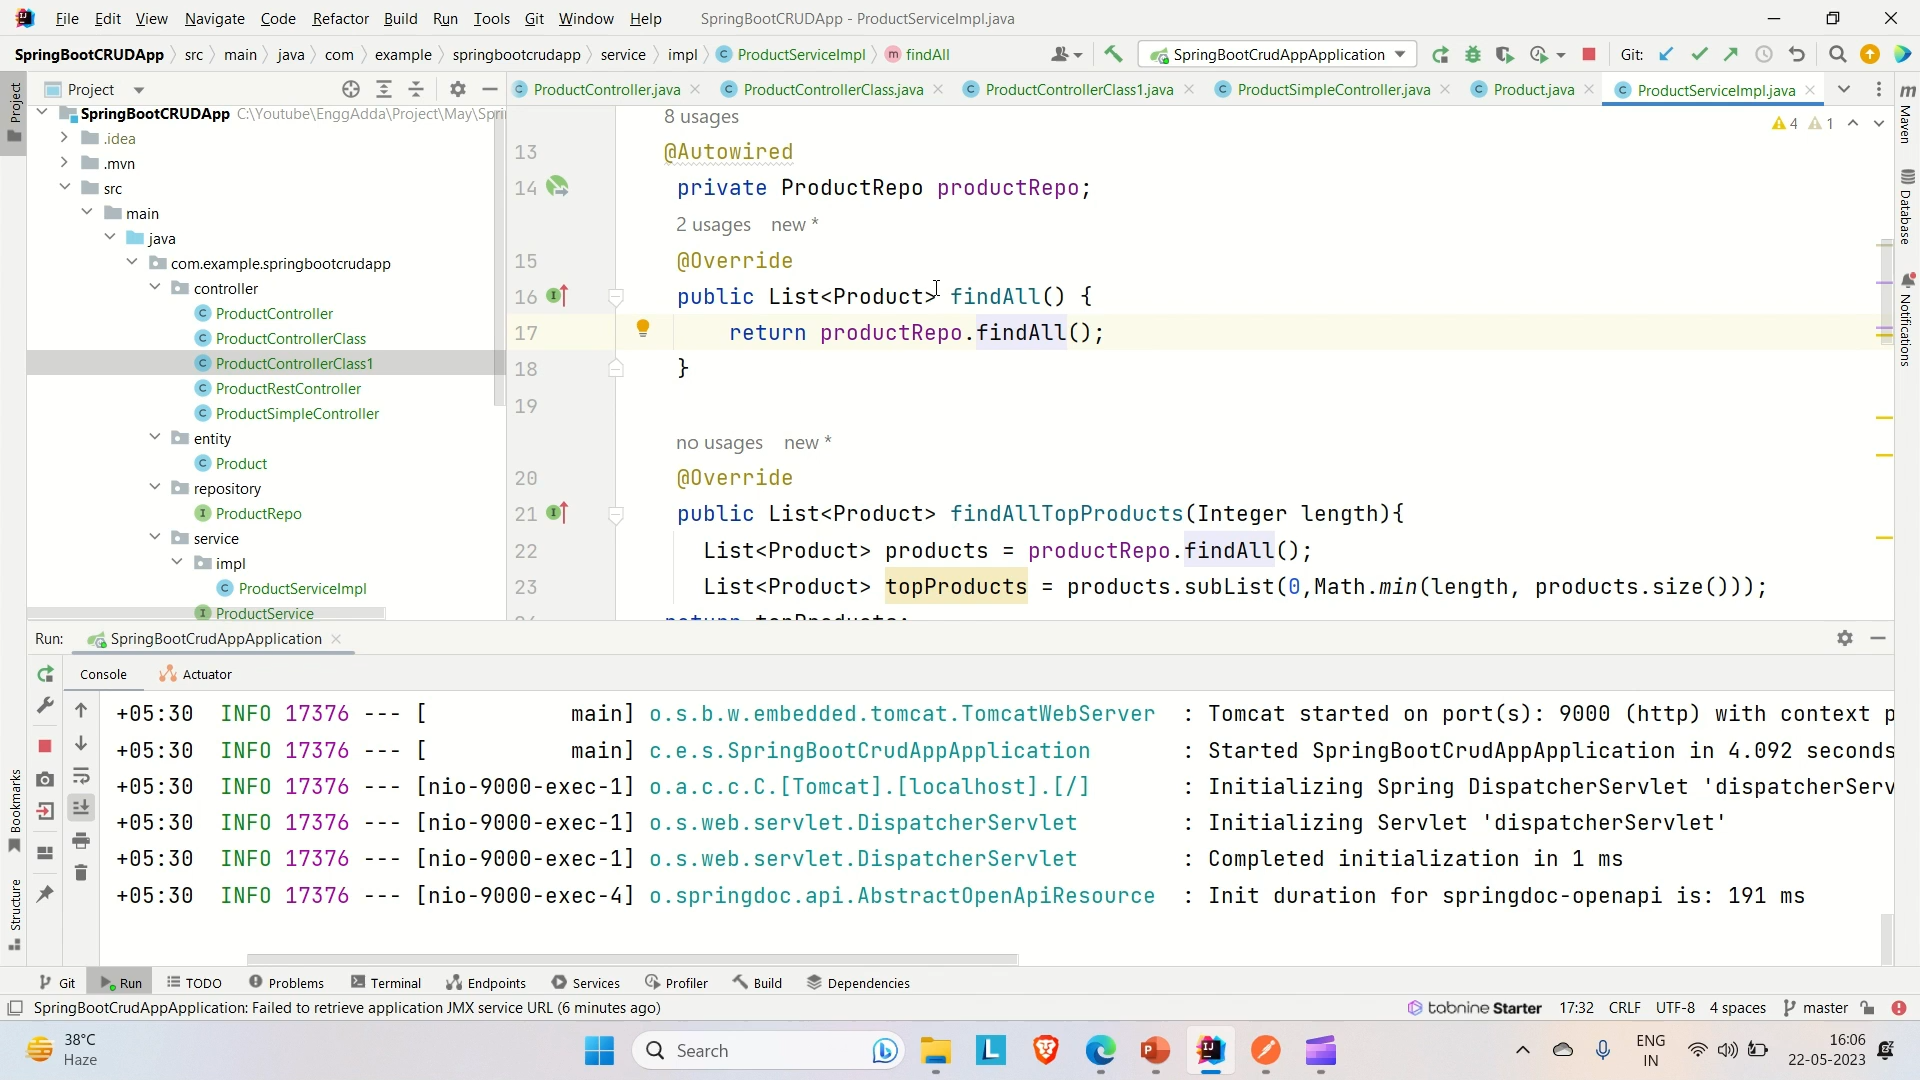 File Edit View Navigate Code Refactor Build Run Tools Git Window Help SpringBootCRUDApp - ProductServiceImpl.java
SpringBootCRUDApp src main java com example springbootcrudapp service impl ProductServiceImpl findAll SpringBootCrudAppApplication Git:
Project ProductController.java ProductControllerClass.java ProductControllerClass1.java ProductSimpleController.java Product.java ProductServiceImpl.java
Project
SpringBootCRUDApp C:\Youtube\EnggAdda\Project\May\Spri
.idea
.mvn
src
main
java
com.example.springbootcrudapp
controller
ProductController
ProductControllerClass
ProductControllerClass1
ProductRestController
ProductSimpleController
entity
Product
repository
ProductRepo
service
impl
ProductServiceImpl
ProductService
8 usages
4 1
13 @Autowired
14 private ProductRepo productRepo;
2 usages new *
15 @Override
16 public List<Product> findAll() {
17 return productRepo.findAll();
18 }
19
no usages new *
20 @Override
21 public List<Product> findAllTopProducts(Integer length){
22 List<Product> products = productRepo.findAll();
23 List<Product> topProducts = products.subList(0,Math.min(length, products.size()));
return topProducts;
m Maven
Database
Notifications
Run: SpringBootCrudAppApplication
Console Actuator
+05:30 INFO 17376 --- [ main] o.s.b.w.embedded.tomcat.TomcatWebServer : Tomcat started on port(s): 9000 (http) with context p
+05:30 INFO 17376 --- [ main] c.e.s.SpringBootCrudAppApplication : Started SpringBootCrudAppApplication in 4.092 seconds
+05:30 INFO 17376 --- [nio-9000-exec-1] o.a.c.c.C.[Tomcat].[localhost].[/] : Initializing Spring DispatcherServlet 'dispatcherServ
+05:30 INFO 17376 --- [nio-9000-exec-1] o.s.web.servlet.DispatcherServlet : Initializing Servlet 'dispatcherServlet'
+05:30 INFO 17376 --- [nio-9000-exec-1] o.s.web.servlet.DispatcherServlet : Completed initialization in 1 ms
+05:30 INFO 17376 --- [nio-9000-exec-4] o.springdoc.api.AbstractOpenApiResource : Init duration for springdoc-openapi is: 191 ms
Bookmarks
Structure
Git Run TODO Problems Terminal Endpoints Services Profiler Build Dependencies
SpringBootCrudAppApplication: Failed to retrieve application JMX service URL (6 minutes ago) tabnine Starter 17:32 CRLF UTF-8 4 spaces master
38°C
Haze
Search
ENG
IN
16:06
22-05-2023